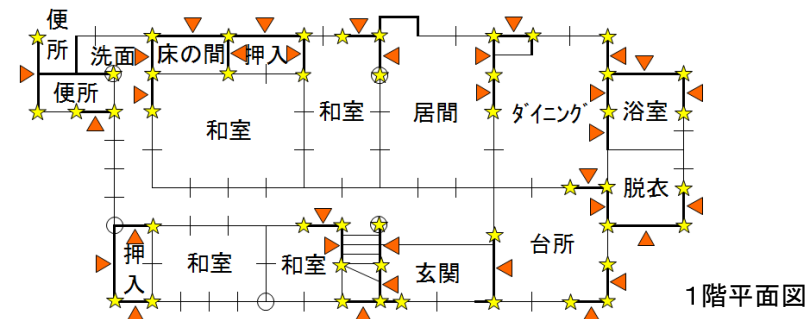 便
所
洗面
床の間
押入
便所
和室
和室
居間
ダイニング
浴室
脱衣
押
入
和室
和室
玄関
台所
1階平面図